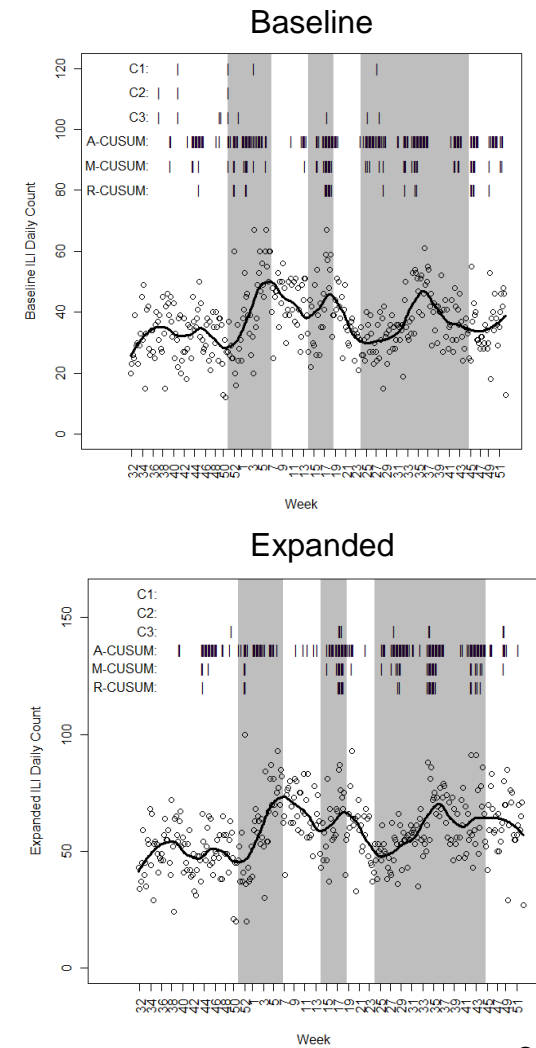 Baseline
120
C1:
C2:
C3:
100
A-CUSUM:
M-CUSUM:
80
R-CUSUM:
60
40
20
0
Baseline ILI Daily Count
32 34 36 38 40 42 44 46 48 50 52 1 3 5 7 9 11 13 15 17 19 21 23 25 27 29 31 33 35 37 39 41 43 45 47 49 51
Week
Expanded
C1:
150
C2:
C3:
A-CUSUM:
M-CUSUM:
R-CUSUM:
100
50
0
Expanded ILI Daily Count
32 34 36 38 40 42 44 46 48 50 52 1 3 5 7 9 11 13 15 17 19 21 23 25 27 29 31 33 35 37 39 41 43 45 47 49 51
Week